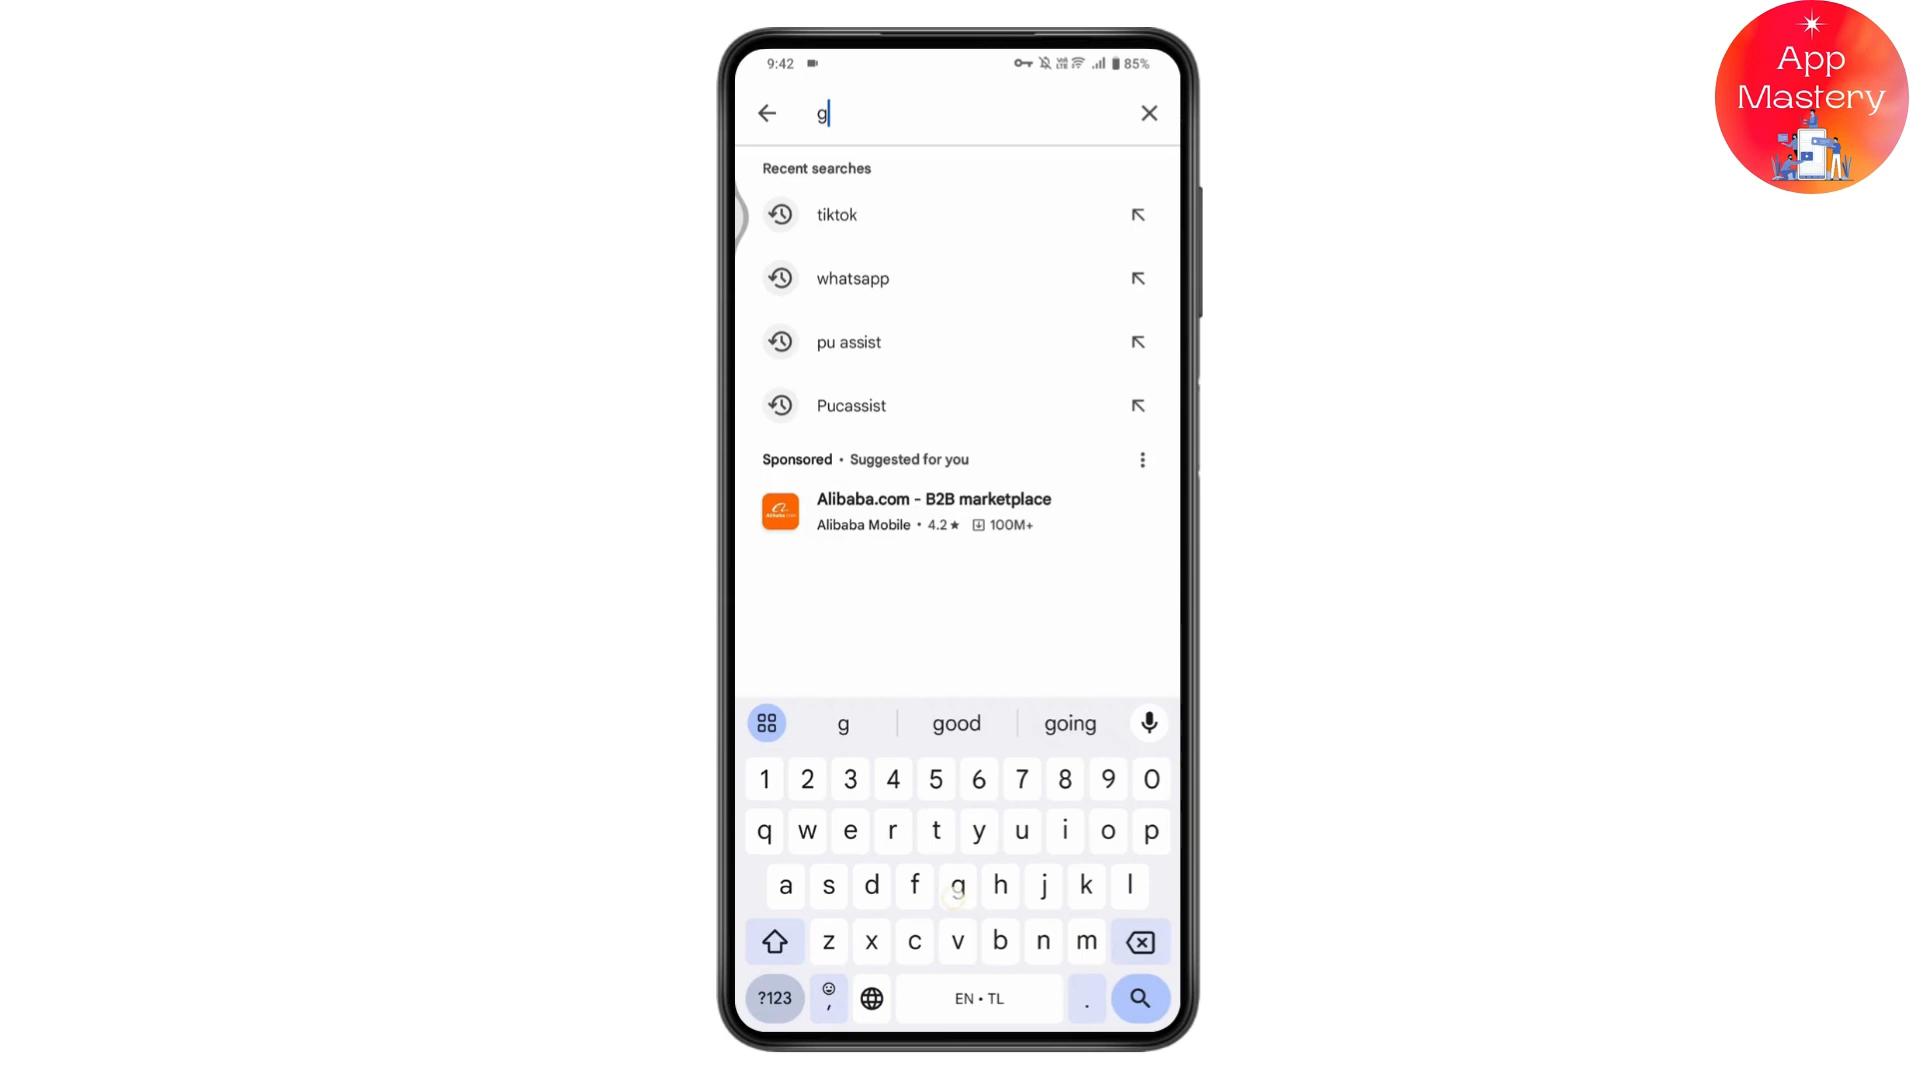 App
Mastery
9:42
85%
g
Recent searches
tiktok
whatsapp
pu assist
Pucassist
Sponsored • Suggested for you
Alibaba.com - B2B marketplace
Alibaba Mobile • 4.2★ 100M+
g good going
1 2 3 4 5 6 7 8 9 0
q w e r t y u i o p
a s d f g h j k l
z x c v b n m
?123 , EN • TL .